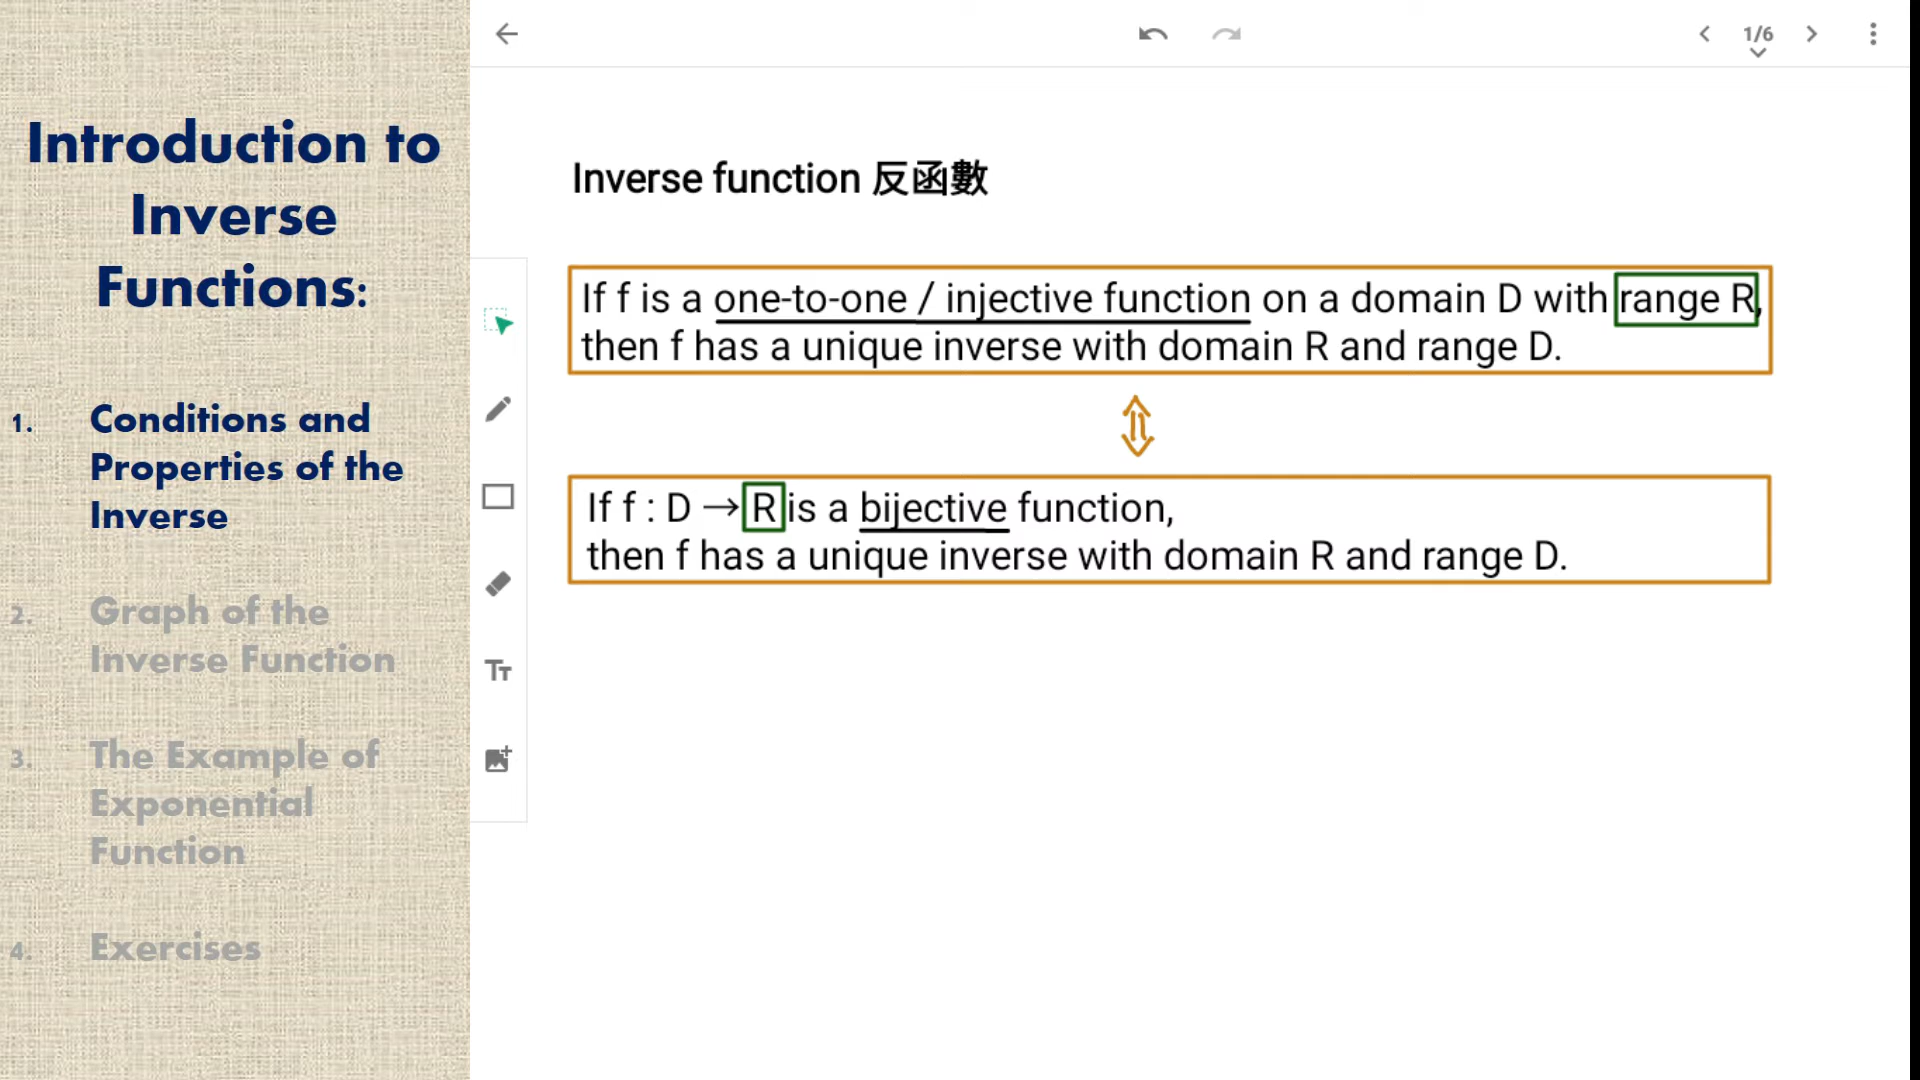 Introduction to
Inverse
Functions:
1. Conditions and
Properties of the
Inverse
2. Graph of the
Inverse Function
3. The Example of
Exponential
Function
4. Exercises
1/6
Inverse function 反函數
If f is a one-to-one / injective function on a domain D with range R,
then f has a unique inverse with domain R and range D.
If f : D → R is a bijective function,
then f has a unique inverse with domain R and range D.
Tт